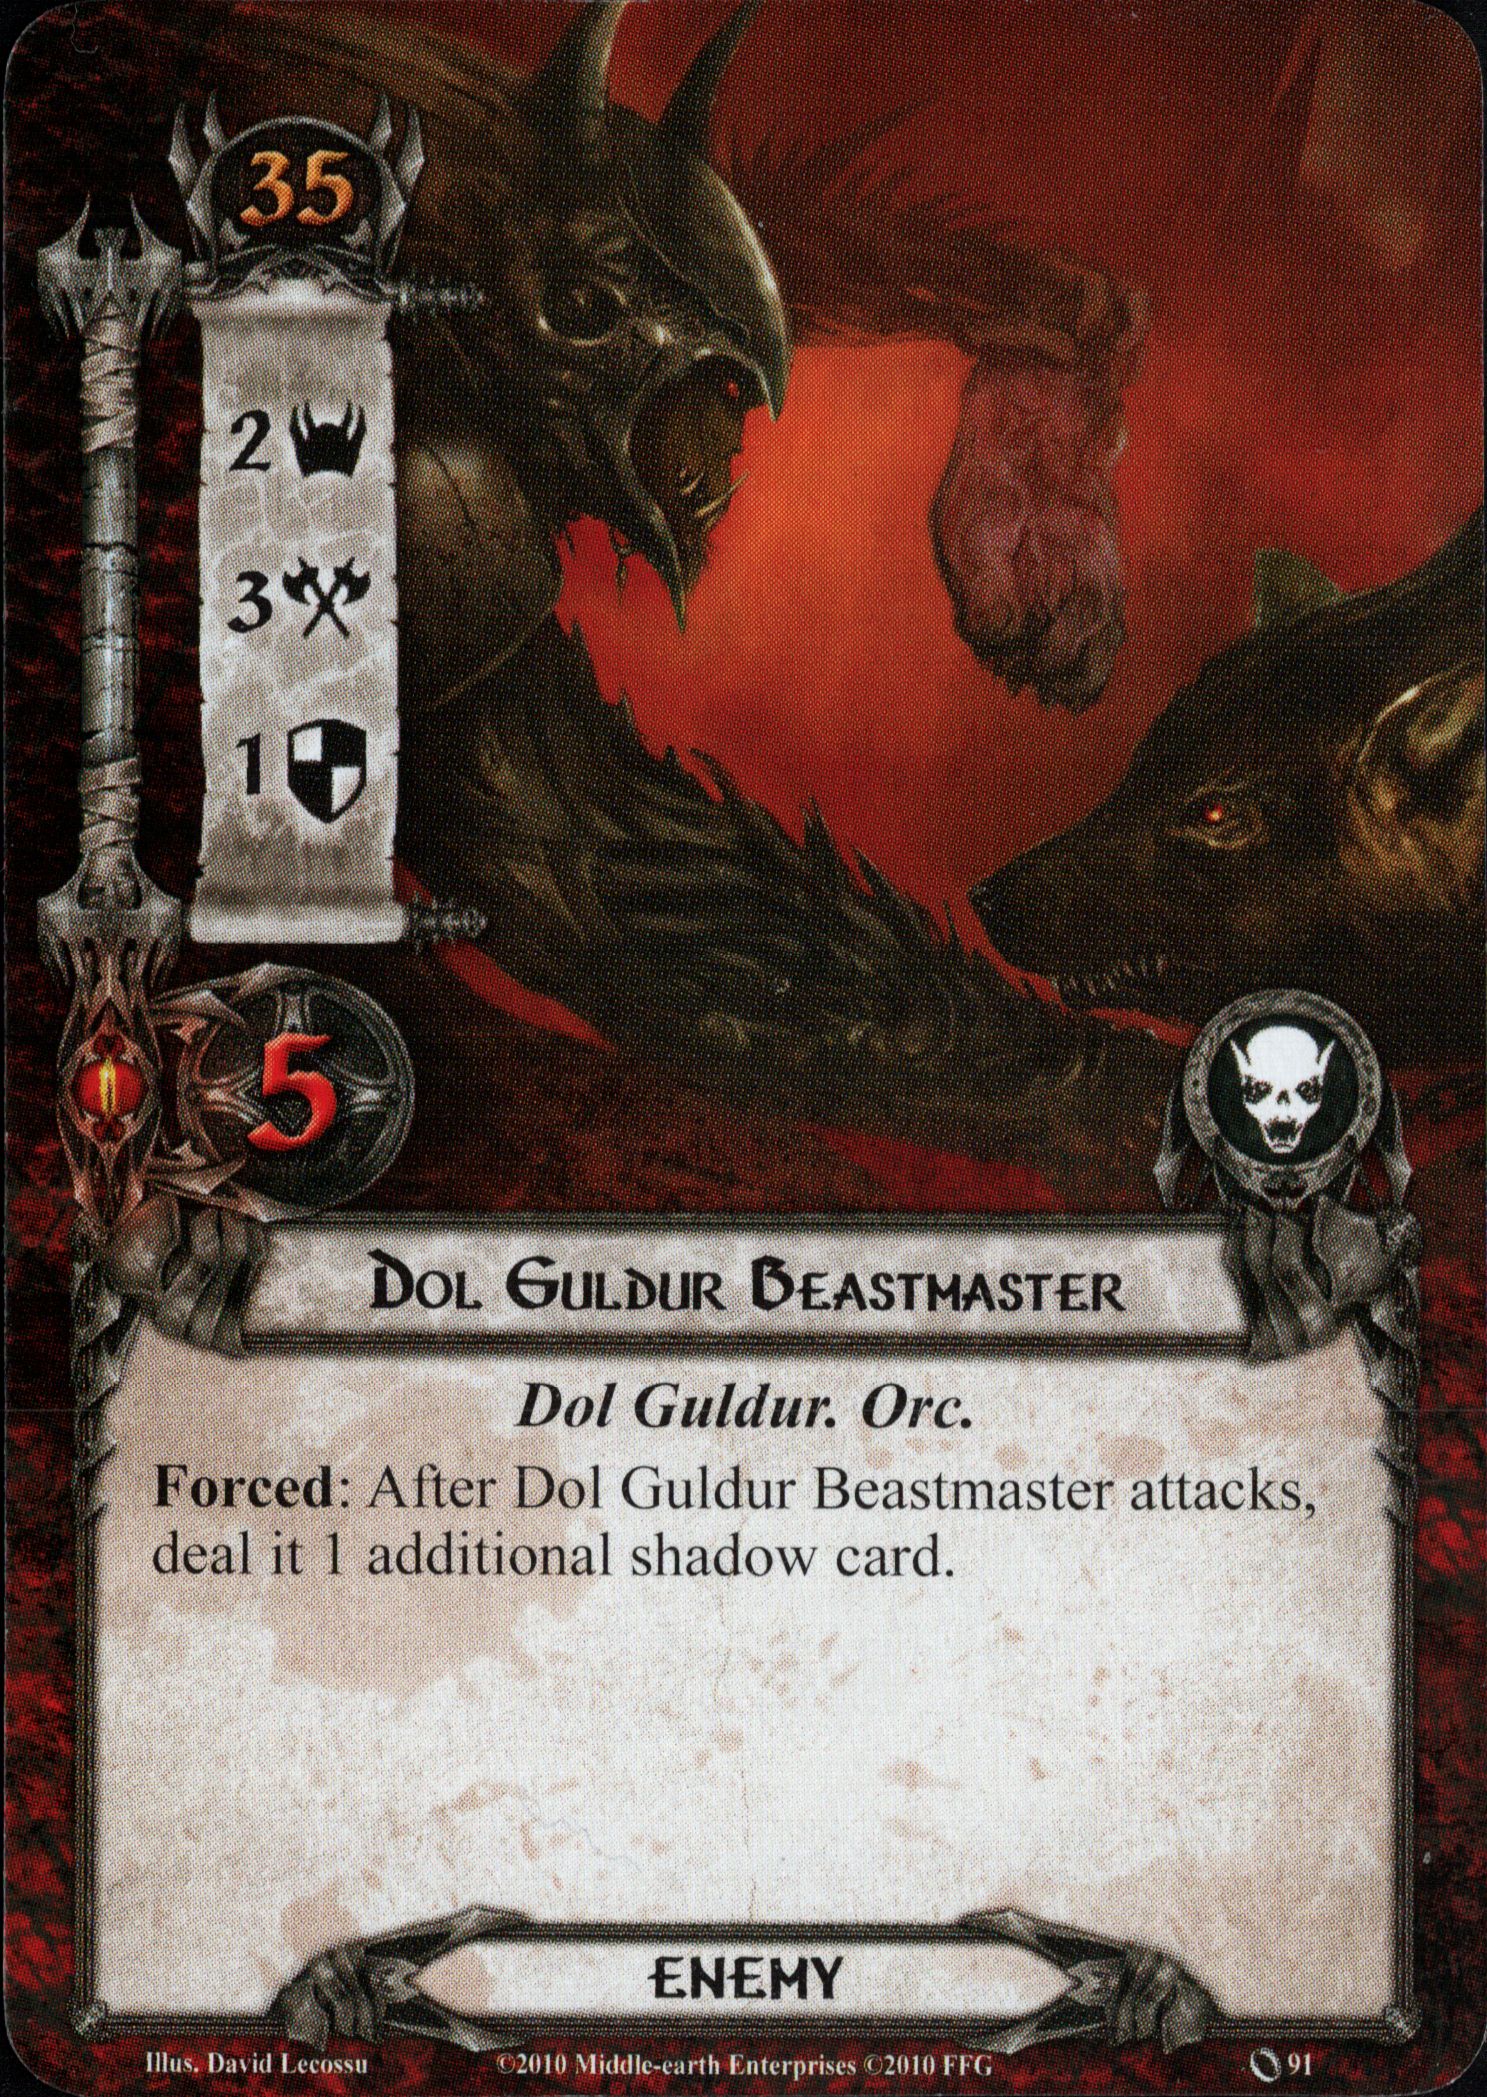 35
2
3
1
5
Dol Guldur Beastmaster
Dol Guldur. Orc.
Forced: After Dol Guldur Beastmaster attacks,
deal it 1 additional shadow card.
ENEMY
Illus. David Lecossu ©2010 Middle-earth Enterprises ©2010 FFG 91